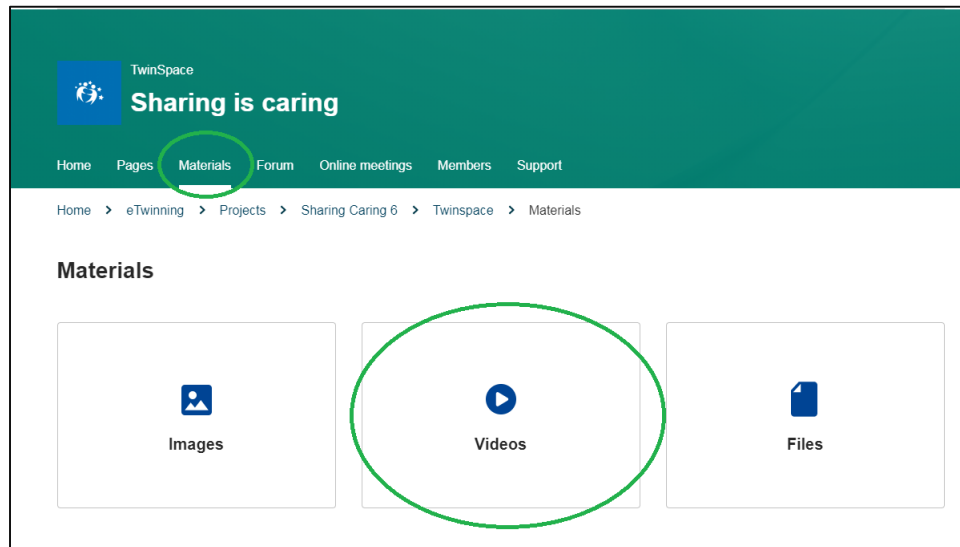 TwinSpace
Sharing is caring
Home Pages Materials Forum Online meetings Members Support
Home > eTwinning > Projects > Sharing Caring 6 > Twinspace > Materials
Materials
Images Videos Files